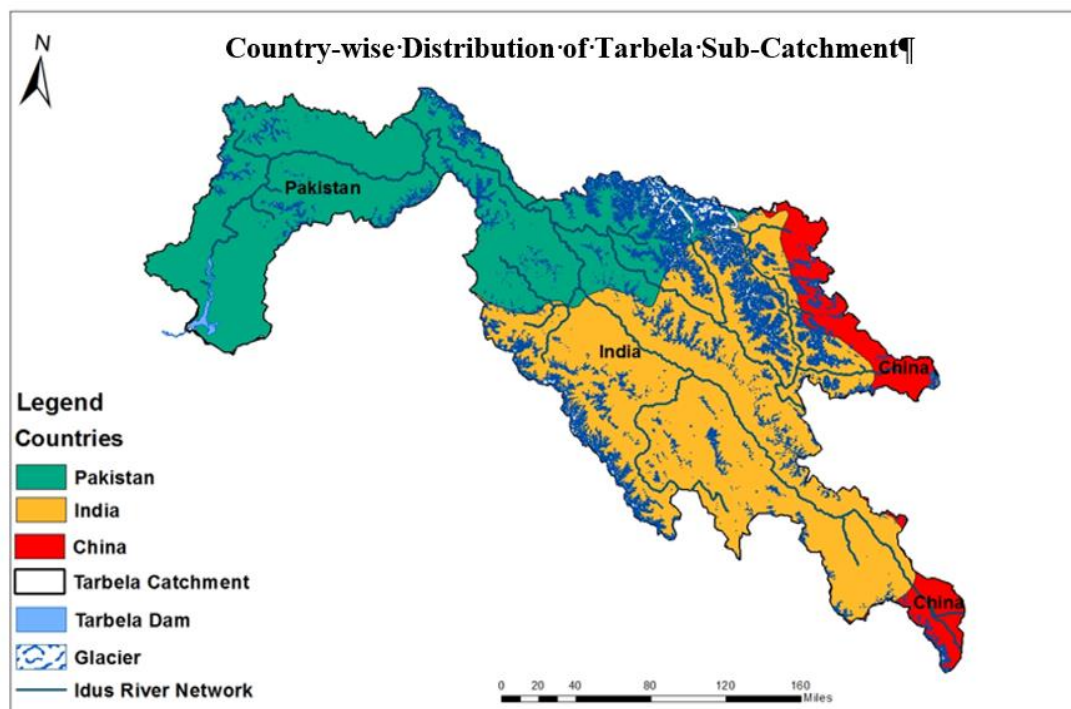 Country-wise·Distribution·of·Tarbela·Sub-Catchment¶
N
Pakistan
India
China
China
Legend
Countries
Pakistan
India
China
Tarbela Catchment
Tarbela Dam
Glacier
Idus River Network
0 20 40 80 120 160
Miles